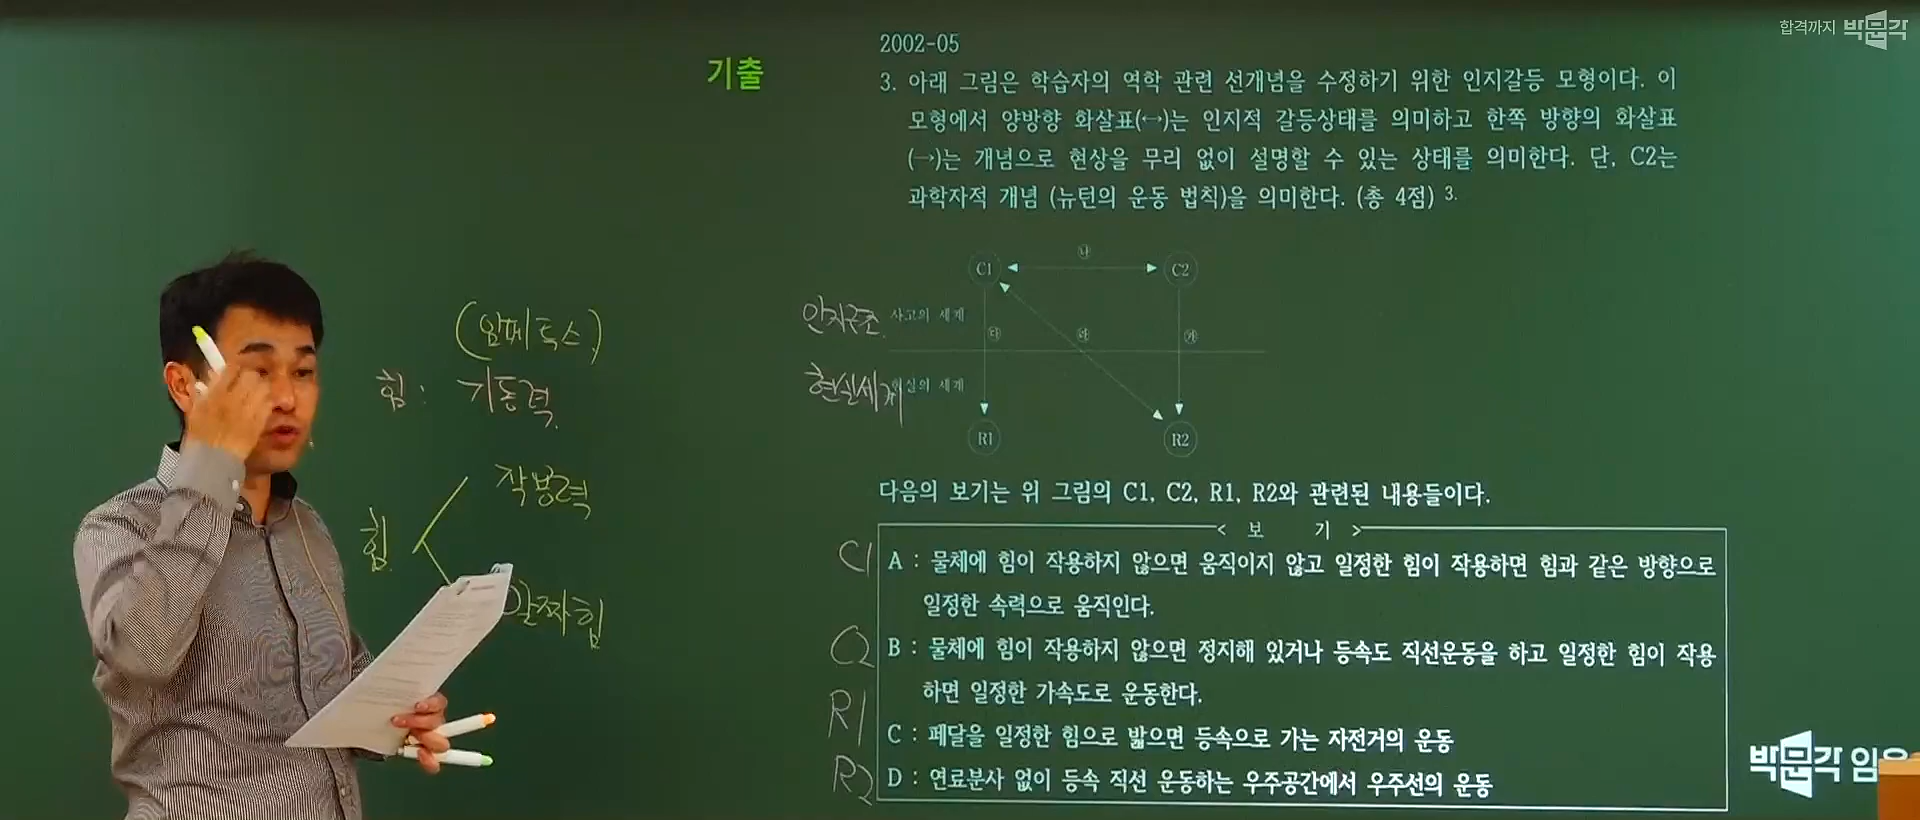 합격까지 박문각
기출
2002-05
3. 아래 그림은 학습자의 역학 관련 선개념을 수정하기 위한 인지갈등 모형이다. 이
모형에서 양방향 화살표(↔)는 인지적 갈등상태를 의미하고 한쪽 방향의 화살표
(→)는 개념으로 현상을 무리 없이 설명할 수 있는 상태를 의미한다. 단, C2는
과학자적 개념 (뉴턴의 운동 법칙)을 의미한다. (총 4점) 3.
C1
㉯
C2
인지구조
사고의 세계
㉰
㉱
㉮
현실세계
현실의 세계
R1
R2
(임페투스)
힘 : 기동력
힘
작용력
알짜힘
다음의 보기는 위 그림의 C1, C2, R1, R2와 관련된 내용들이다.
< 보 기 >
C1
A : 물체에 힘이 작용하지 않으면 움직이지 않고 일정한 힘이 작용하면 힘과 같은 방향으로
일정한 속력으로 움직인다.
C2
B : 물체에 힘이 작용하지 않으면 정지해 있거나 등속도 직선운동을 하고 일정한 힘이 작용
하면 일정한 가속도로 운동한다.
R1
C : 페달을 일정한 힘으로 밟으면 등속으로 가는 자전거의 운동
R2
D : 연료분사 없이 등속 직선 운동하는 우주공간에서 우주선의 운동
박문각 임